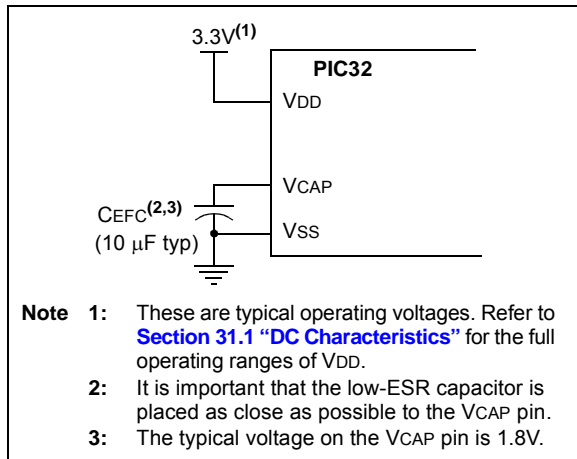 3.3V(1)
PIC32
VDD
VCAP
CEFC(2,3)
(10 μF typ)
VSS
Note 1: These are typical operating voltages. Refer to
Section 31.1 “DC Characteristics” for the full
operating ranges of VDD.
2: It is important that the low-ESR capacitor is
placed as close as possible to the VCAP pin.
3: The typical voltage on the VCAP pin is 1.8V.